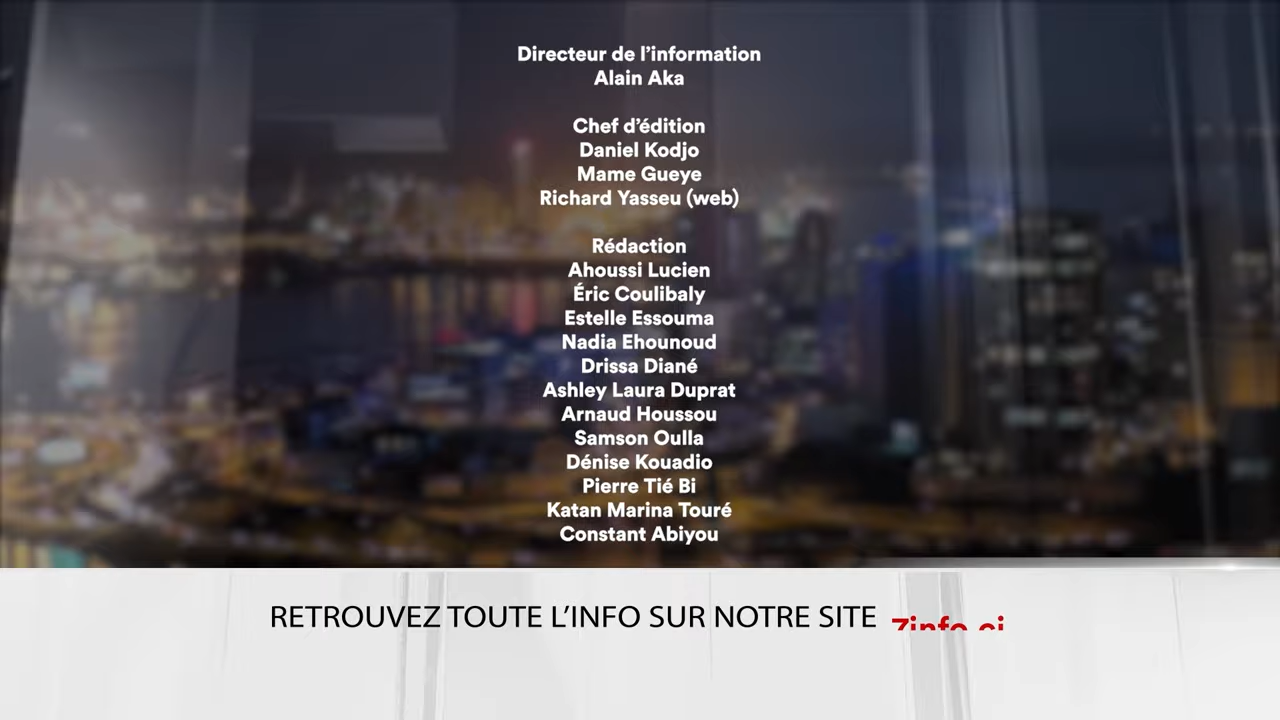 Directeur de l’information
Alain Aka
Chef d’édition
Daniel Kodjo
Mame Gueye
Richard Yasseu (web)
Rédaction
Ahoussi Lucien
Éric Coulibaly
Estelle Essouma
Nadia Ehounoud
Drissa Diané
Ashley Laura Duprat
Arnaud Houssou
Samson Oulla
Dénise Kouadio
Pierre Tié Bi
Katan Marina Touré
Constant Abiyou
RETROUVEZ TOUTE L’INFO SUR NOTRE SITE